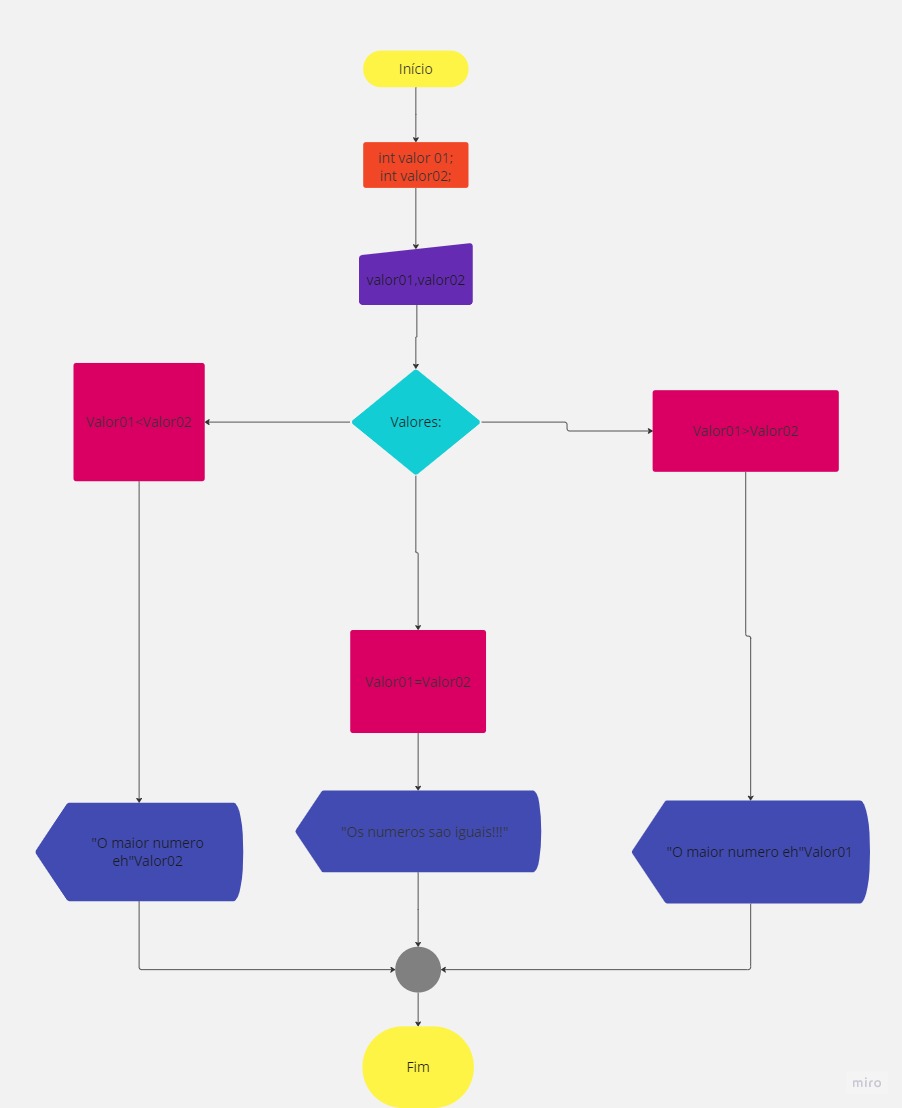 Início
int valor 01;
int valor02;
valor01,valor02
Valor01<Valor02
Valores:
Valor01>Valor02
Valor01=Valor02
"O maior numero
eh"Valor02
"Os numeros sao iguais!!!"
"O maior numero eh"Valor01
Fim
miro